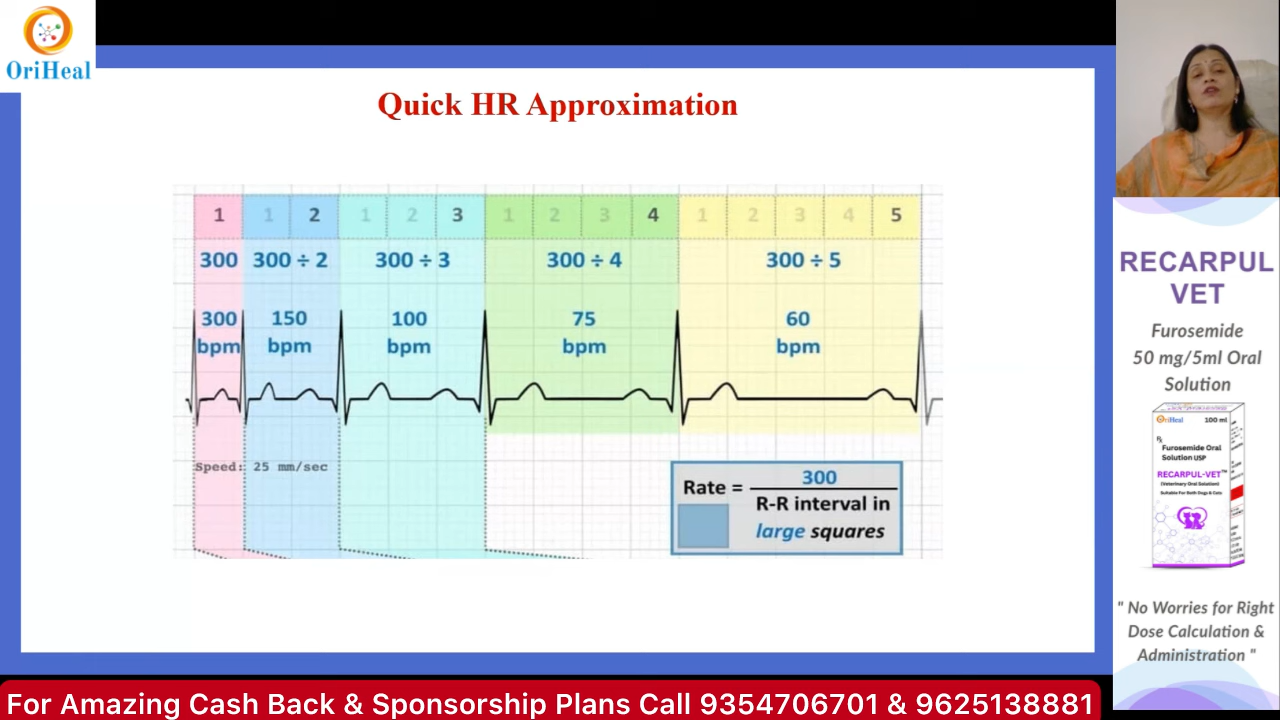 OriHeal
Quick HR Approximation
1 1 2 1 2 3 1 2 3 4 1 2 3 4 5
300 300 ÷ 2 300 ÷ 3 300 ÷ 4 300 ÷ 5
300 150 100 75 60
bpm bpm bpm bpm bpm
Speed: 25 mm/sec
Rate = 300
R-R interval in
large squares
RECARPUL
VET
Furosemide
50 mg/5ml Oral
Solution
OriHeal 100 ml
Furosemide Oral
Solution USP
RECARPUL-VET™
(Veterinary Oral Solution)
Suitable For Both Dogs & Cats
" No Worries for Right
Dose Calculation &
Administration "
For Amazing Cash Back & Sponsorship Plans Call 9354706701 & 9625138881